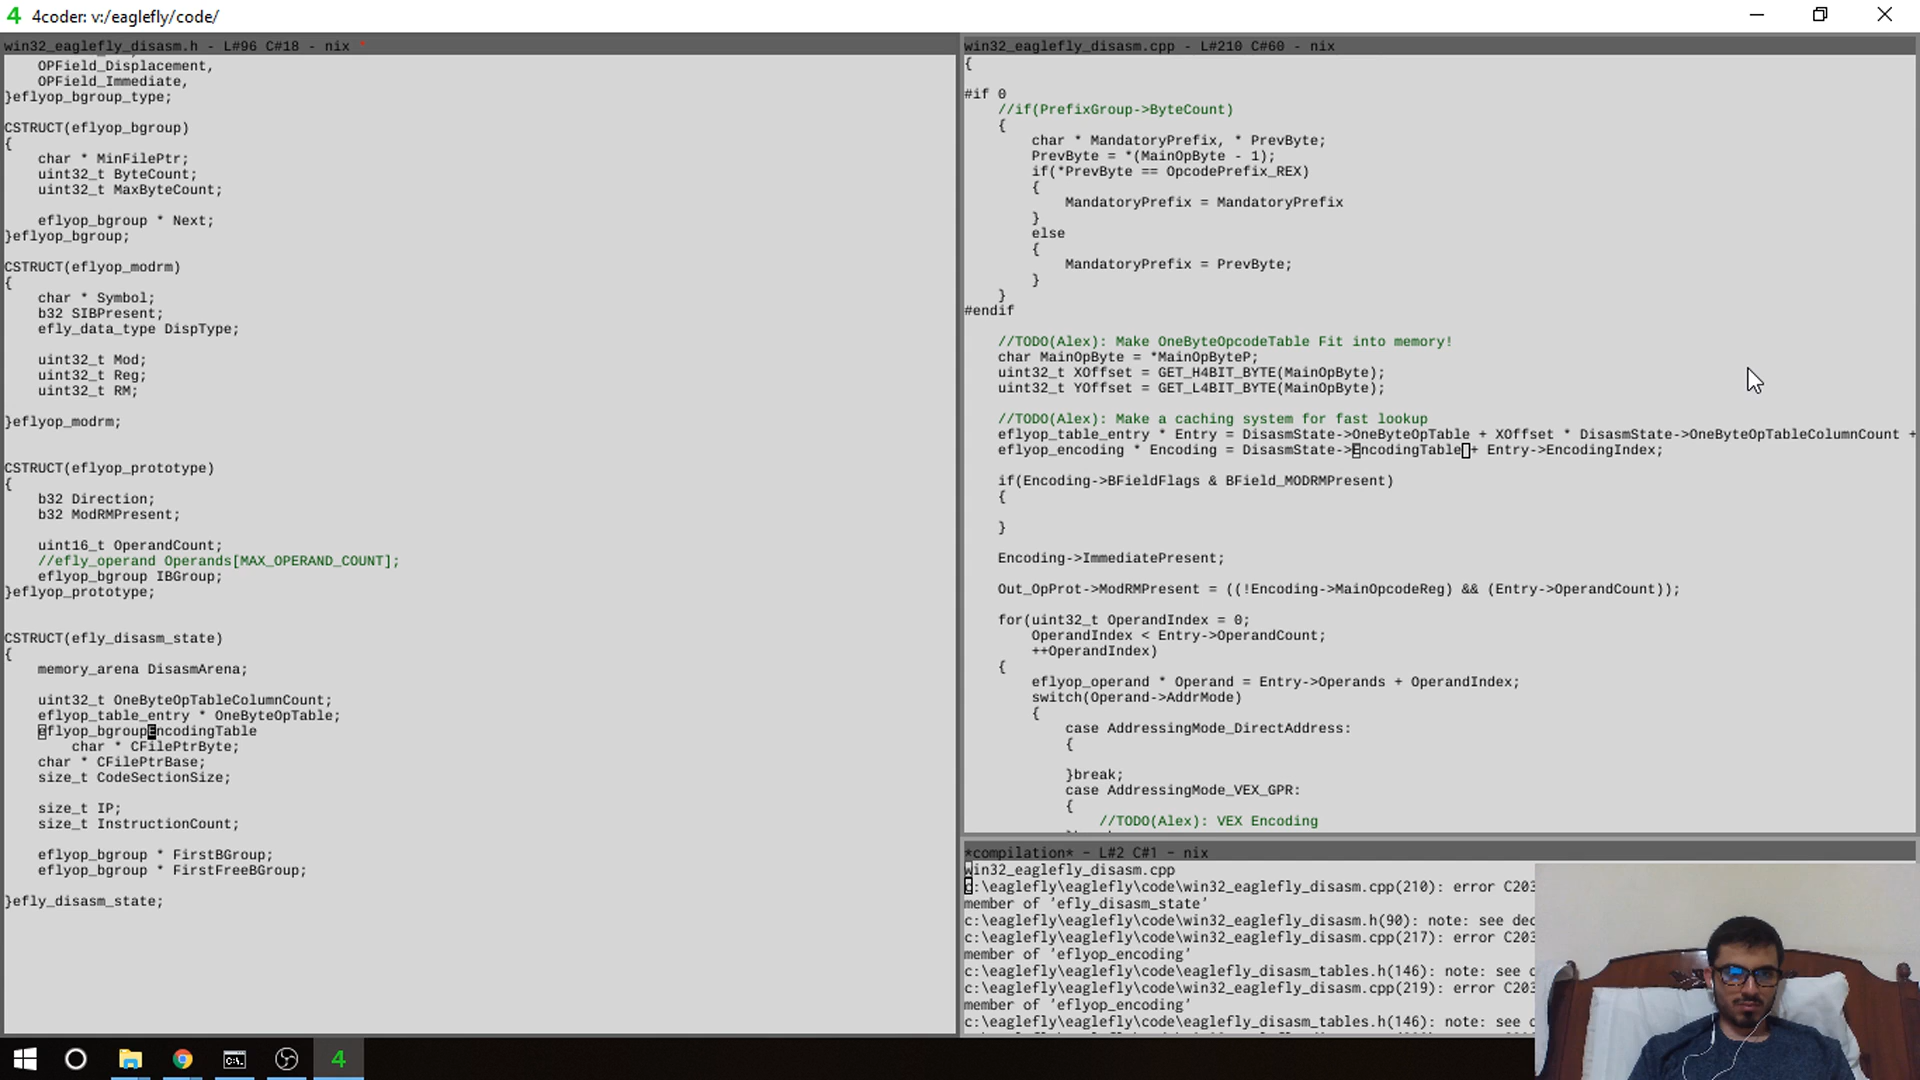 4coder: v:/eaglefly/code/
win32_eaglefly_disasm.h - L#96 C#18 - nix *
OPField_Displacement,
OPField_Immediate,
}eflyop_bgroup_type;
CSTRUCT(eflyop_bgroup)
{
char * MinFilePtr;
uint32_t ByteCount;
uint32_t MaxByteCount;
eflyop_bgroup * Next;
}eflyop_bgroup;
CSTRUCT(eflyop_modrm)
{
char * Symbol;
b32 SIBPresent;
efly_data_type DispType;
uint32_t Mod;
uint32_t Reg;
uint32_t RM;
}eflyop_modrm;
CSTRUCT(eflyop_prototype)
{
b32 Direction;
b32 ModRMPresent;
uint16_t OperandCount;
//efly_operand Operands[MAX_OPERAND_COUNT];
eflyop_bgroup IBGroup;
}eflyop_prototype;
CSTRUCT(efly_disasm_state)
{
memory_arena DisasmArena;
uint32_t OneByteOpTableColumnCount;
eflyop_table_entry * OneByteOpTable;
eflyop_bgroupEncodingTable
char * CFilePtrByte;
char * CFilePtrBase;
size_t CodeSectionSize;
size_t IP;
size_t InstructionCount;
eflyop_bgroup * FirstBGroup;
eflyop_bgroup * FirstFreeBGroup;
}efly_disasm_state;
win32_eaglefly_disasm.cpp - L#210 C#60 - nix
{
#if 0
//if(PrefixGroup->ByteCount)
{
char * MandatoryPrefix, * PrevByte;
PrevByte = *(MainOpByte - 1);
if(*PrevByte == OpcodePrefix_REX)
{
MandatoryPrefix = MandatoryPrefix
}
else
{
MandatoryPrefix = PrevByte;
}
}
#endif
//TODO(Alex): Make OneByteOpcodeTable Fit into memory!
char MainOpByte = *MainOpByteP;
uint32_t XOffset = GET_H4BIT_BYTE(MainOpByte);
uint32_t YOffset = GET_L4BIT_BYTE(MainOpByte);
//TODO(Alex): Make a caching system for fast lookup
eflyop_table_entry * Entry = DisasmState->OneByteOpTable + XOffset * DisasmState->OneByteOpTableColumnCount +
eflyop_encoding * Encoding = DisasmState->EncodingTable + Entry->EncodingIndex;
if(Encoding->BFieldFlags & BField_MODRMPresent)
{
}
Encoding->ImmediatePresent;
Out_OpProt->ModRMPresent = ((!Encoding->MainOpcodeReg) && (Entry->OperandCount));
for(uint32_t OperandIndex = 0;
OperandIndex < Entry->OperandCount;
++OperandIndex)
{
eflyop_operand * Operand = Entry->Operands + OperandIndex;
switch(Operand->AddrMode)
{
case AddressingMode_DirectAddress:
{
}break;
case AddressingMode_VEX_GPR:
{
//TODO(Alex): VEX Encoding
*compilation* - L#2 C#1 - nix
win32_eaglefly_disasm.cpp
c:\eaglefly\eaglefly\code\win32_eaglefly_disasm.cpp(210): error C203
member of 'efly_disasm_state'
c:\eaglefly\eaglefly\code\win32_eaglefly_disasm.h(90): note: see dec
c:\eaglefly\eaglefly\code\win32_eaglefly_disasm.cpp(217): error C203
member of 'eflyop_encoding'
c:\eaglefly\eaglefly\code\eaglefly_disasm_tables.h(146): note: see d
c:\eaglefly\eaglefly\code\win32_eaglefly_disasm.cpp(219): error C203
member of 'eflyop_encoding'
c:\eaglefly\eaglefly\code\eaglefly_disasm_tables.h(146): note: see d